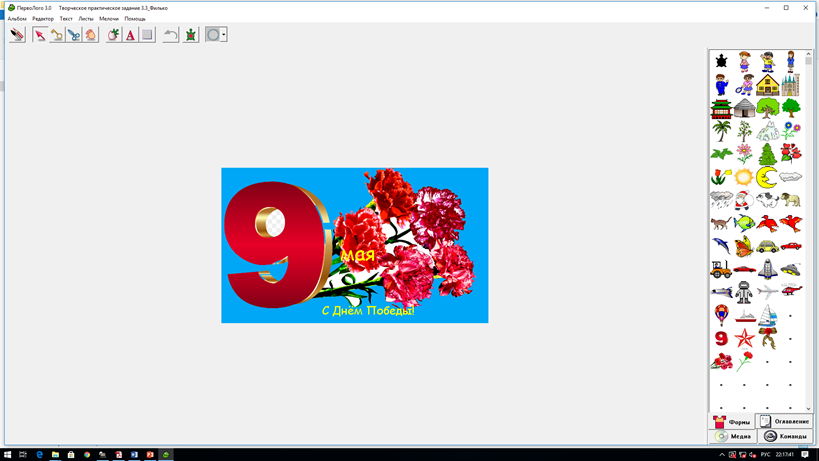 ПервоЛого 3.0 Творческое практическое задание 3.3_Филько
Альбом Редактор Текст Листы Мелочи Помощь
A
9
мая
С Днем Победы!
9
Формы
Оглавление
Медиа
Команды
РУС
22:17:41